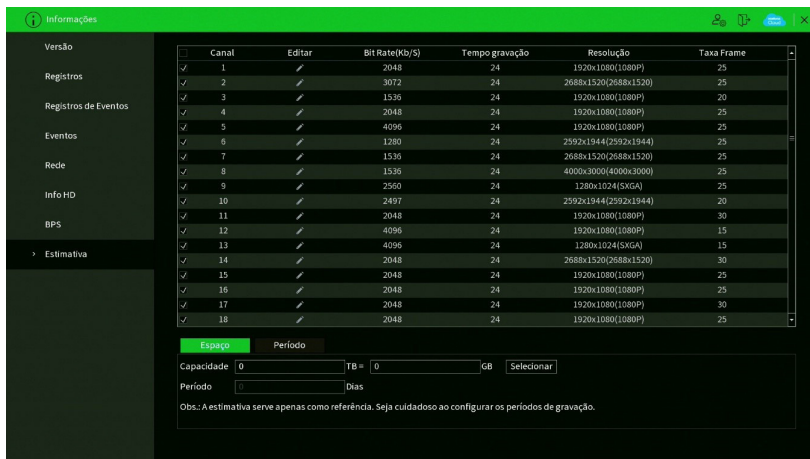 Informações
Versão
Registros
Registros de Eventos
Eventos
Rede
Info HD
BPS
> Estimativa
Canal Editar Bit Rate(Kb/S) Tempo gravação Resolução Taxa Frame
1 2048 24 1920x1080(1080P) 25
2 3072 24 2688x1520(2688x1520) 25
3 1536 24 1920x1080(1080P) 20
4 2048 24 1920x1080(1080P) 25
5 4096 24 1920x1080(1080P) 25
6 1280 24 2592x1944(2592x1944) 25
7 1536 24 2688x1520(2688x1520) 25
8 1536 24 4000x3000(4000x3000) 25
9 2560 24 1280x1024(SXGA) 25
10 2497 24 2592x1944(2592x1944) 20
11 2048 24 1920x1080(1080P) 30
12 4096 24 1920x1080(1080P) 15
13 4096 24 1280x1024(SXGA) 15
14 2048 24 2688x1520(2688x1520) 30
15 2048 24 1920x1080(1080P) 25
16 2048 24 1920x1080(1080P) 25
17 2048 24 1920x1080(1080P) 30
18 2048 24 1920x1080(1080P) 25
Espaço Período
Capacidade 0 TB = 0 GB Selecionar
Período 0 Dias
Obs.: A estimativa serve apenas como referência. Seja cuidadoso ao configurar os períodos de gravação.